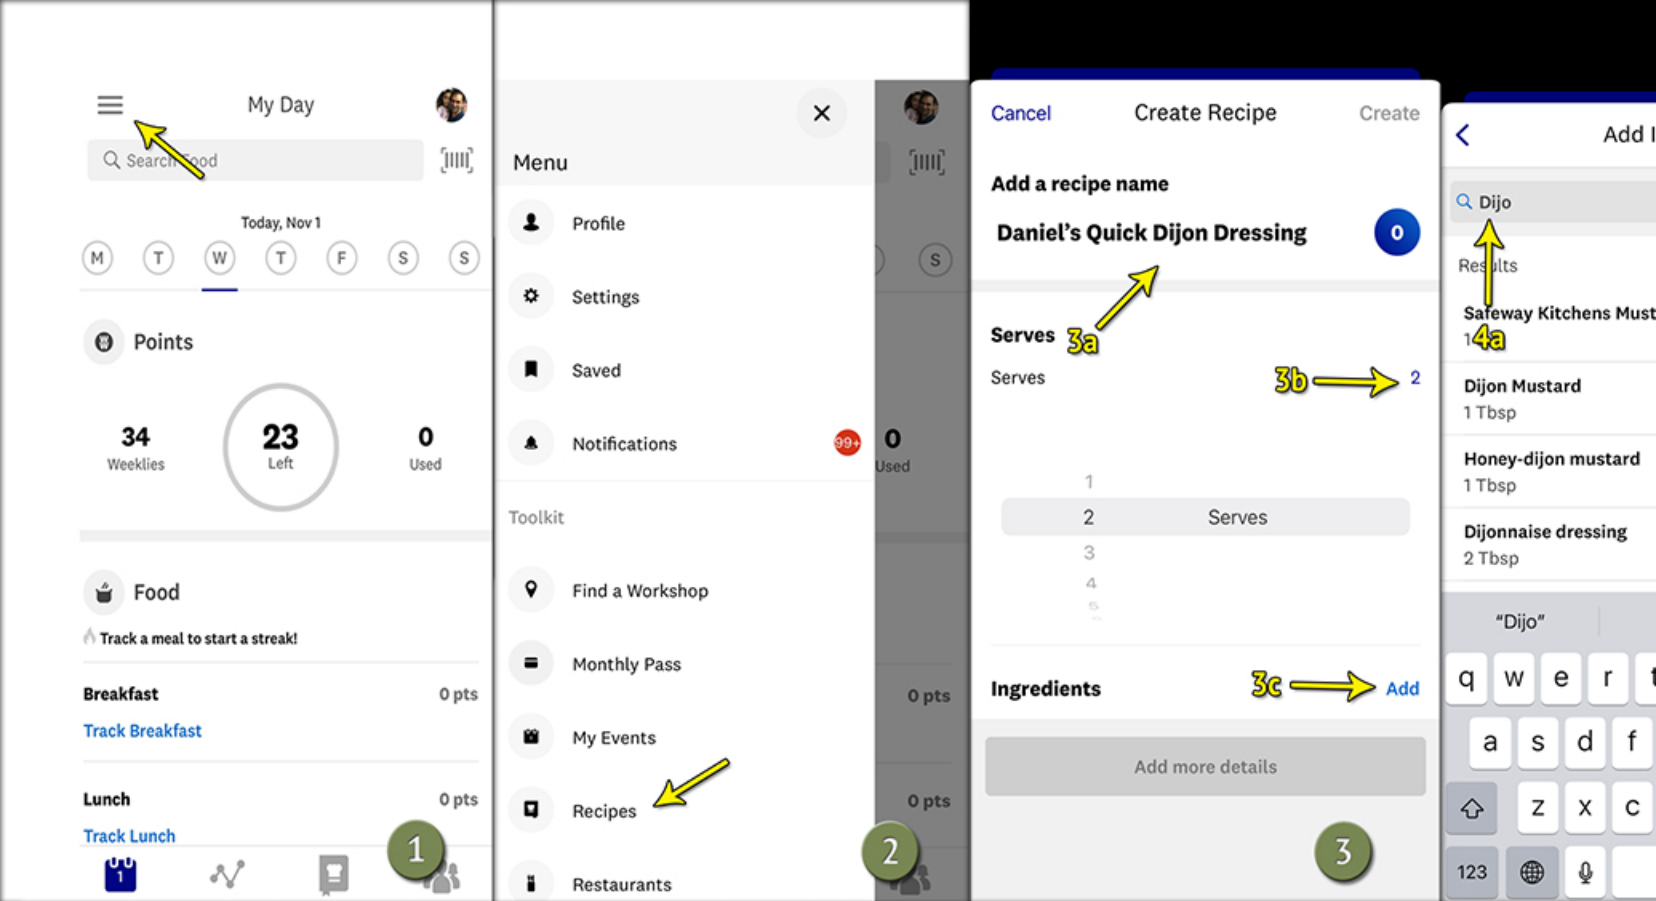 My Day
Search Food
Today, Nov 1
M T W T F S S
Points
34
Weeklies
23
Left
0
Used
Food
Track a meal to start a streak!
Breakfast 0 pts
Track Breakfast
Lunch 0 pts
Track Lunch
1
1
Menu
Profile
Settings
Saved
Notifications 99+
Toolkit
Find a Workshop
Monthly Pass
My Events
Recipes
Restaurants
S
0
Used
0 pts
0 pts
2
Cancel Create Recipe Create
Add a recipe name
Daniel's Quick Dijon Dressing 0
3a
Serves
Serves 2
3b
1
2 Serves
3
4
5
Ingredients Add
3c
Add more details
3
Add I
Dijo
Results
4a
Safeway Kitchens Must
1
Dijon Mustard
1 Tbsp
Honey-dijon mustard
1 Tbsp
Dijonnaise dressing
2 Tbsp
"Dijo"
q w e r t
a s d f
z x c
123